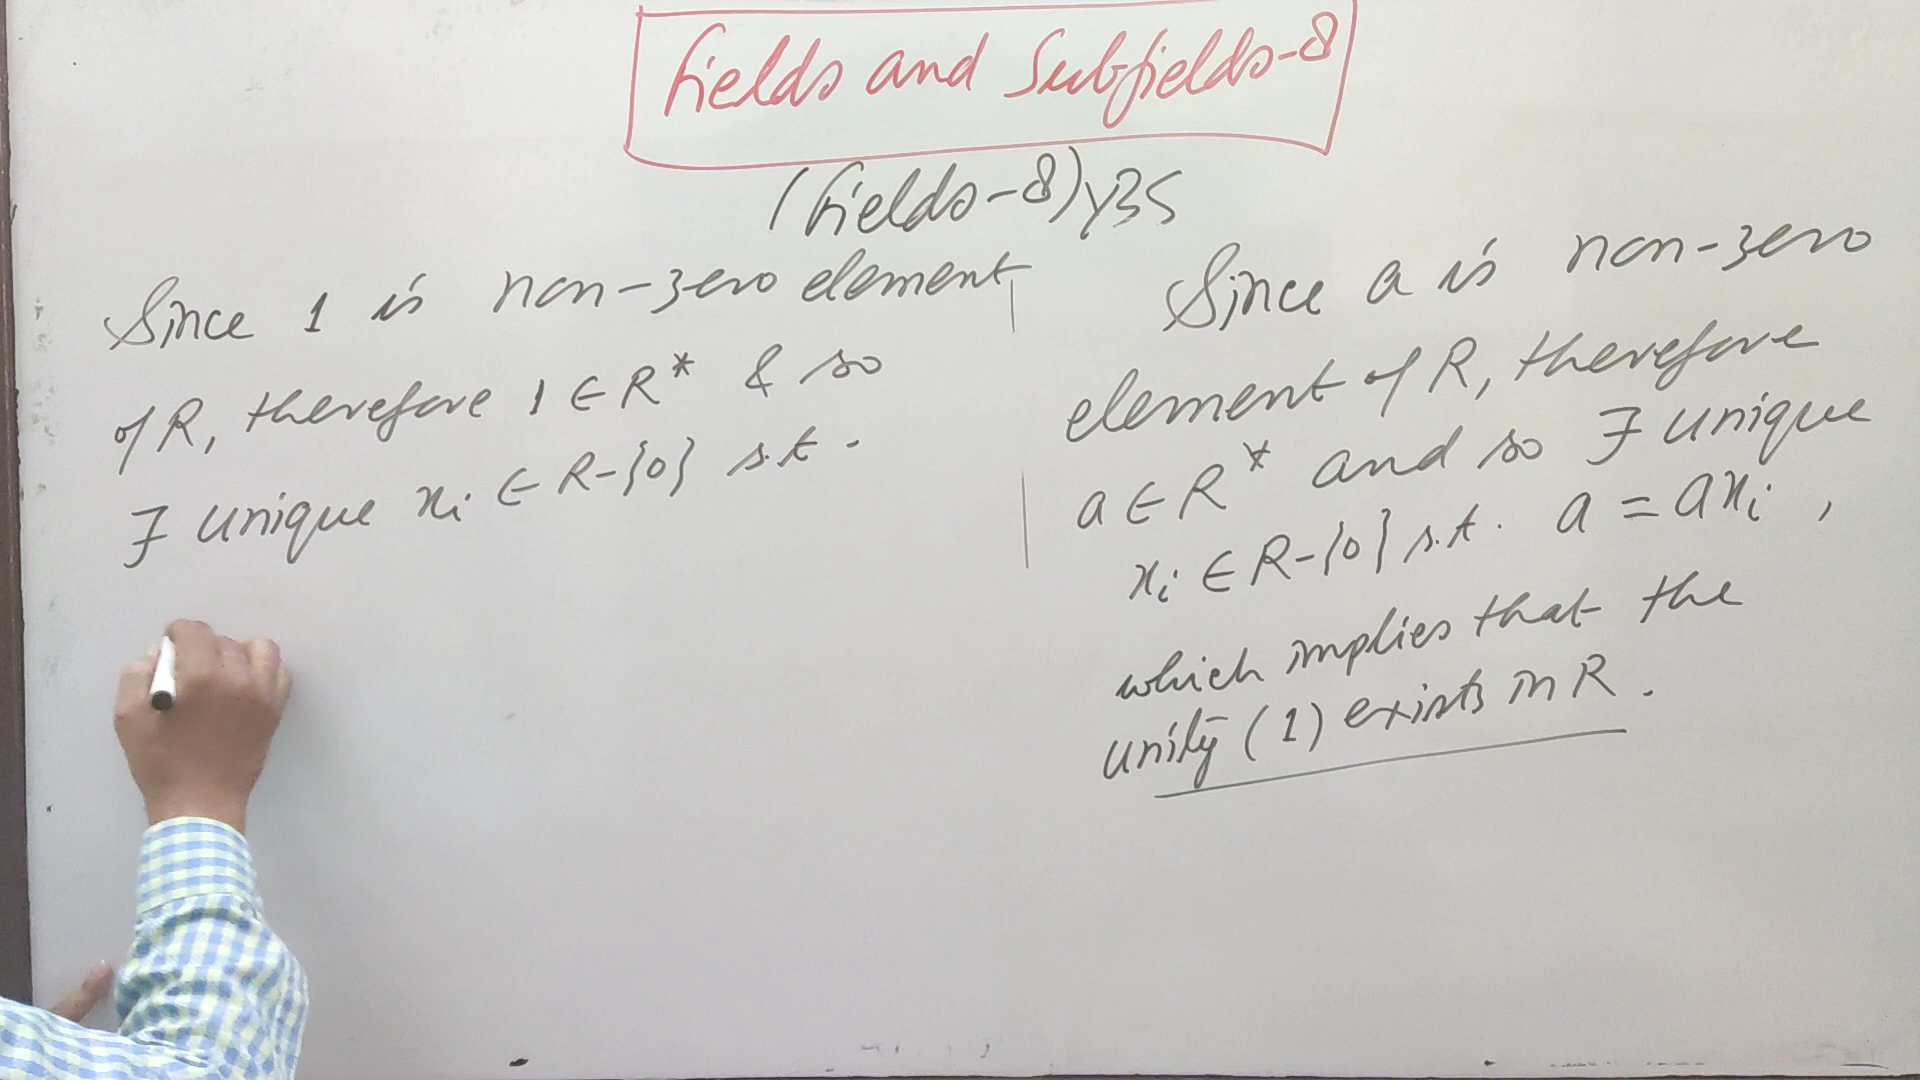 Fields and Subfields-8
(Fields-8)YBS
Since 1 is non-zero element
of R, therefore 1 ∈ R* & so
∃ unique xi ∈ R-{0} s.t.
Since a is non-zero
element of R, therefore
a ∈ R* and so ∃ unique
xi ∈ R-{0} s.t. a = axi,
which implies that the
unity (1) exists in R.